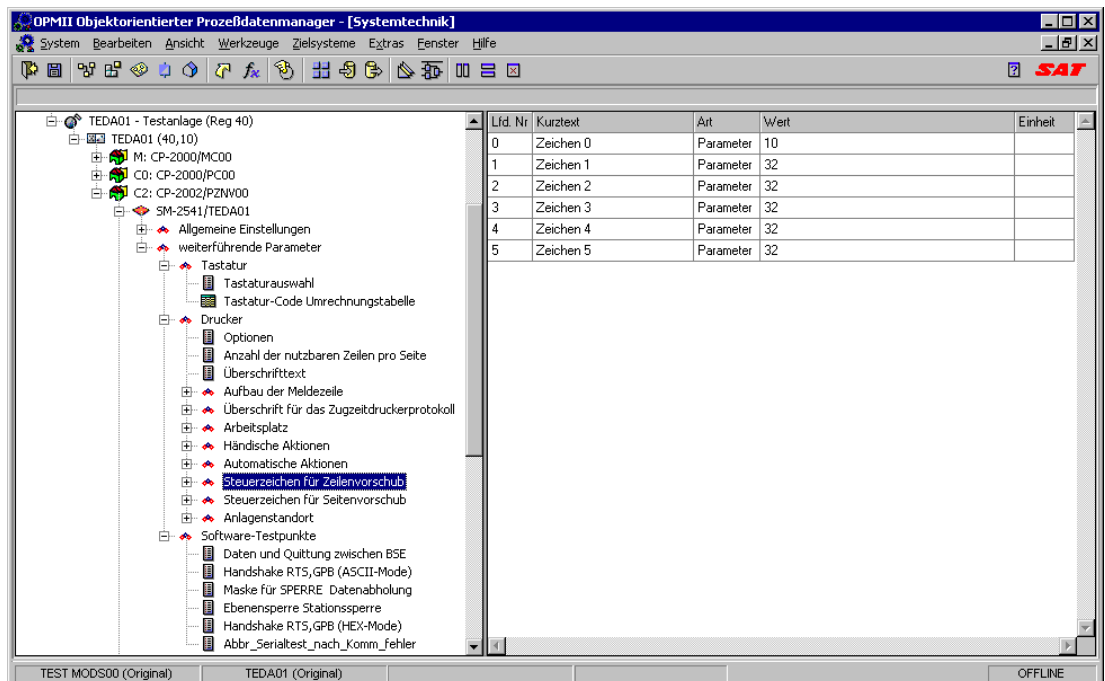 OPMII Objektorientierter Prozeßdatenmanager - [Systemtechnik]
System Bearbeiten Ansicht Werkzeuge Zielsysteme Extras Fenster Hilfe
SAT
TEDA01 - Testanlage (Reg 40)
TEDA01 (40,10)
M: CP-2000/MC00
C0: CP-2000/PC00
C2: CP-2002/PZNV00
SM-2541/TEDA01
Allgemeine Einstellungen
weiterführende Parameter
Tastatur
Tastaturauswahl
Tastatur-Code Umrechnungstabelle
Drucker
Optionen
Anzahl der nutzbaren Zeilen pro Seite
Überschrifttext
Aufbau der Meldezeile
Überschrift für das Zugzeitdruckerprotokoll
Arbeitsplatz
Händische Aktionen
Automatische Aktionen
Steuerzeichen für Zeilenvorschub
Steuerzeichen für Seitenvorschub
Anlagenstandort
Software-Testpunkte
Daten und Quittung zwischen BSE
Handshake RTS,GPB (ASCII-Mode)
Maske für SPERRE Datenabholung
Ebenensperre Stationssperre
Handshake RTS,GPB (HEX-Mode)
Abbr_Serialtest_nach_Komm_fehler
Lfd. Nr Kurztext Art Wert Einheit
0 Zeichen 0 Parameter 10
1 Zeichen 1 Parameter 32
2 Zeichen 2 Parameter 32
3 Zeichen 3 Parameter 32
4 Zeichen 4 Parameter 32
5 Zeichen 5 Parameter 32
TEST MODS00 (Original) TEDA01 (Original) OFFLINE